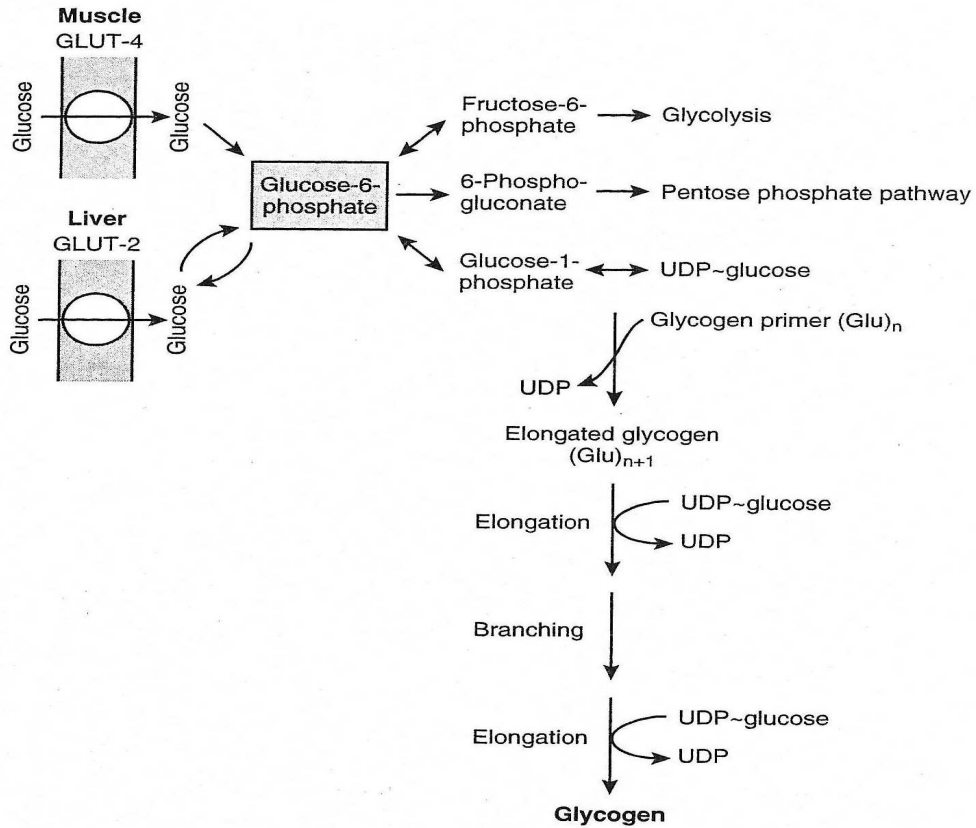 Muscle
GLUT-4
Glucose
Glucose
Liver
GLUT-2
Glucose
Glucose
Glucose-6-
phosphate
Fructose-6-
phosphate
Glycolysis
6-Phospho-
gluconate
Pentose phosphate pathway
Glucose-1-
phosphate
UDP~glucose
Glycogen primer (Glu)n
UDP
Elongated glycogen
(Glu)n+1
Elongation
UDP~glucose
UDP
Branching
Elongation
UDP~glucose
UDP
Glycogen